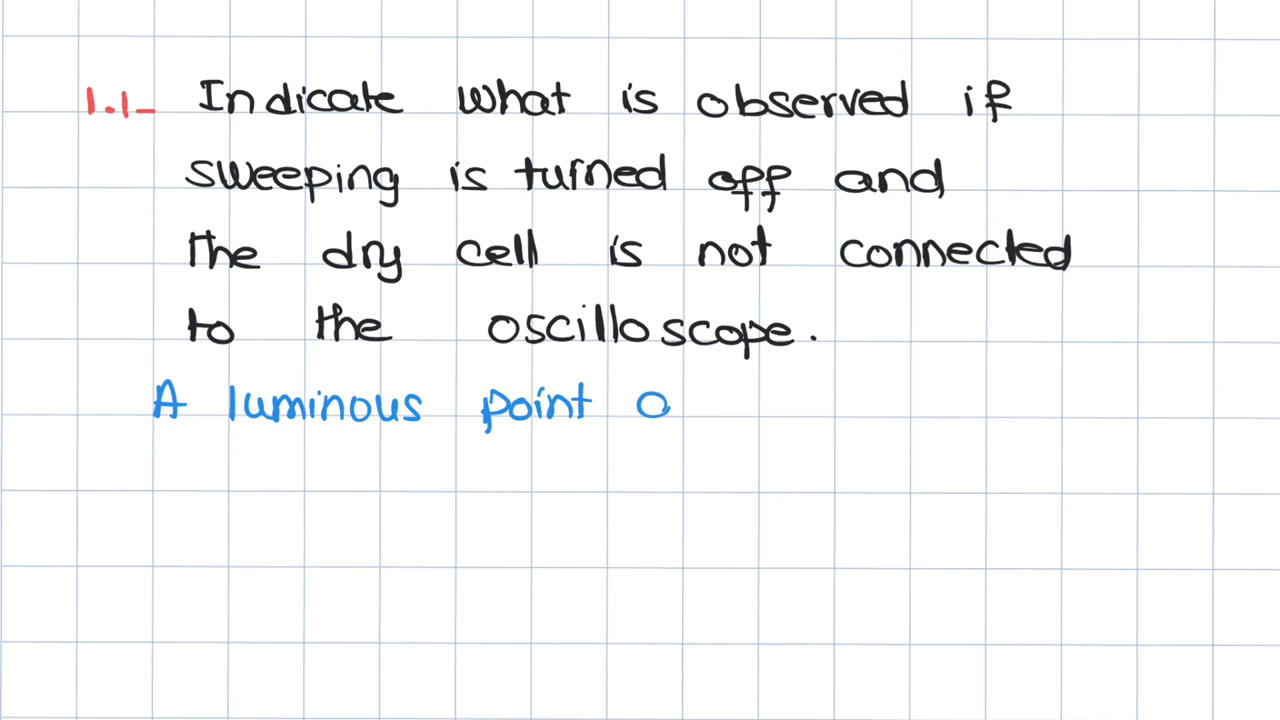 1.1- Indicate what is observed if
sweeping is turned off and
the dry cell is not connected
to the oscilloscope.
A luminous point o